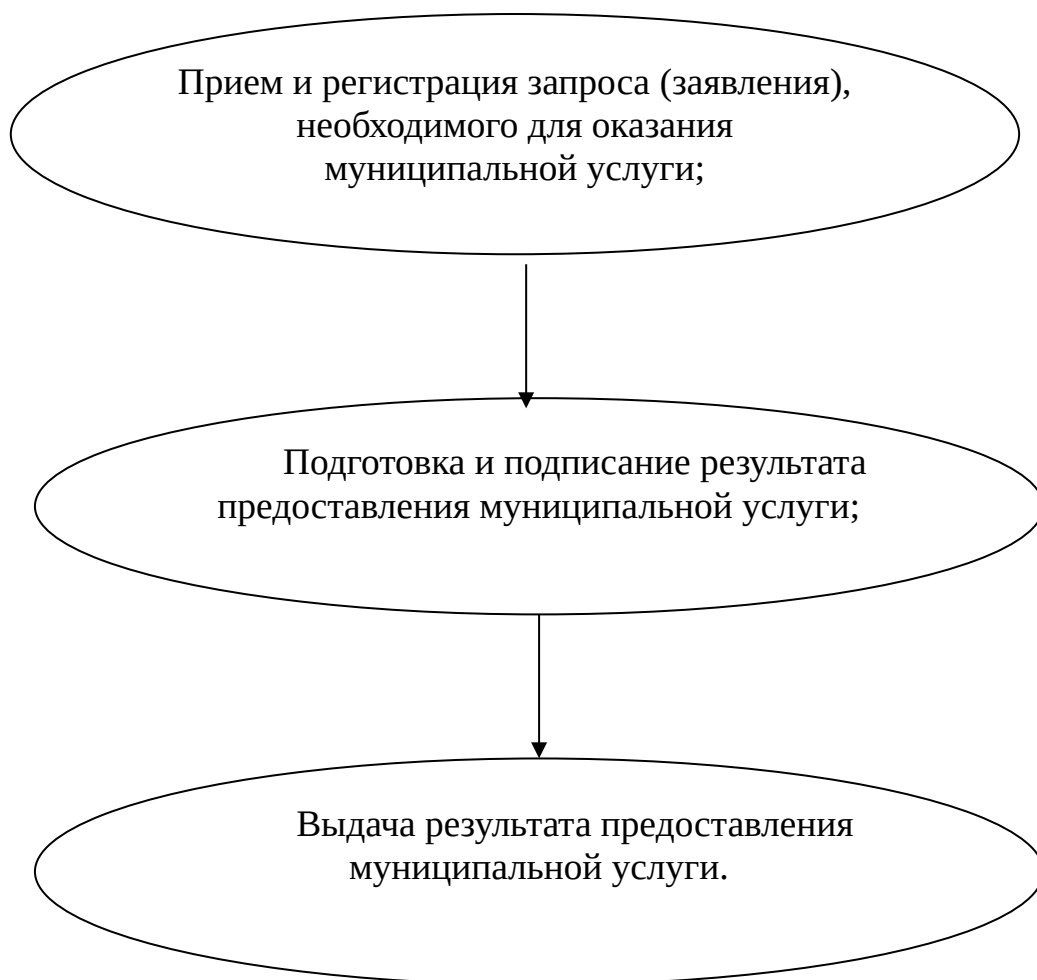 Прием и регистрация запроса (заявления),
необходимого для оказания
муниципальной услуги;
Подготовка и подписание результата
предоставления муниципальной услуги;
Выдача результата предоставления
муниципальной услуги.